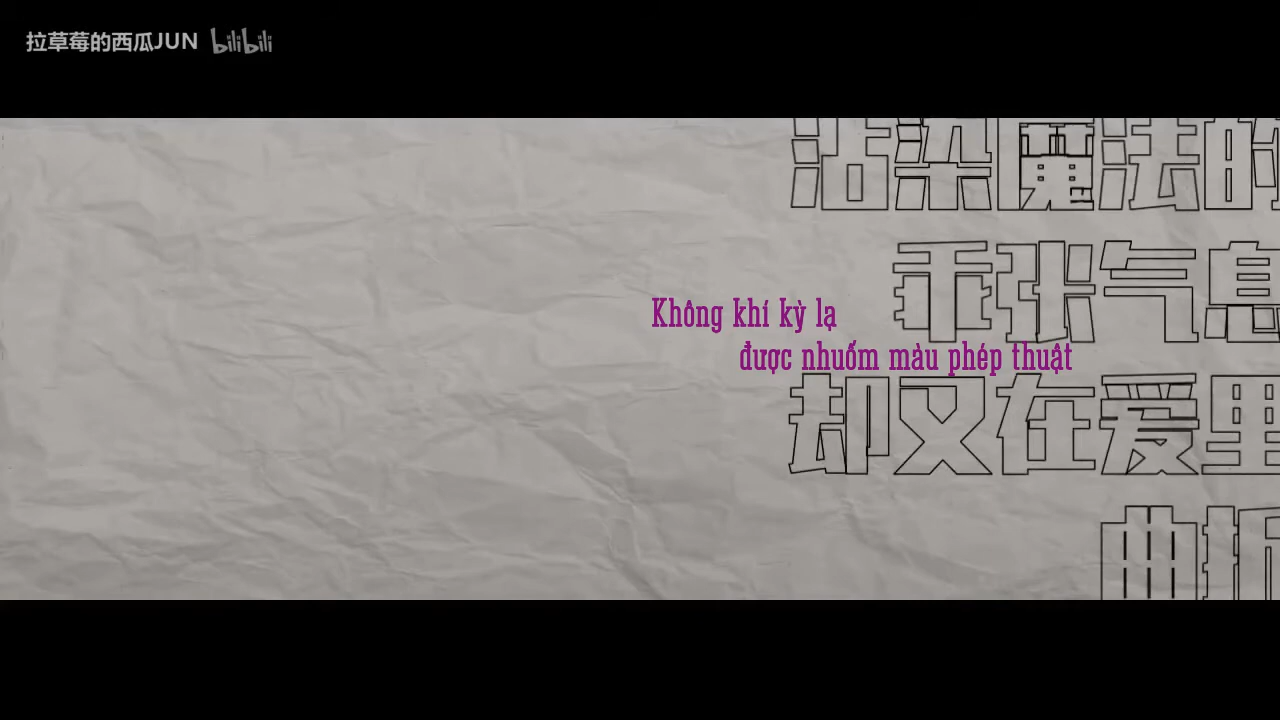 拉草莓的西瓜JUN bilibili
沾染魔法的
乖张气息
Không khí kỳ lạ
được nhuốm màu phép thuật
却又在爱里
曲折